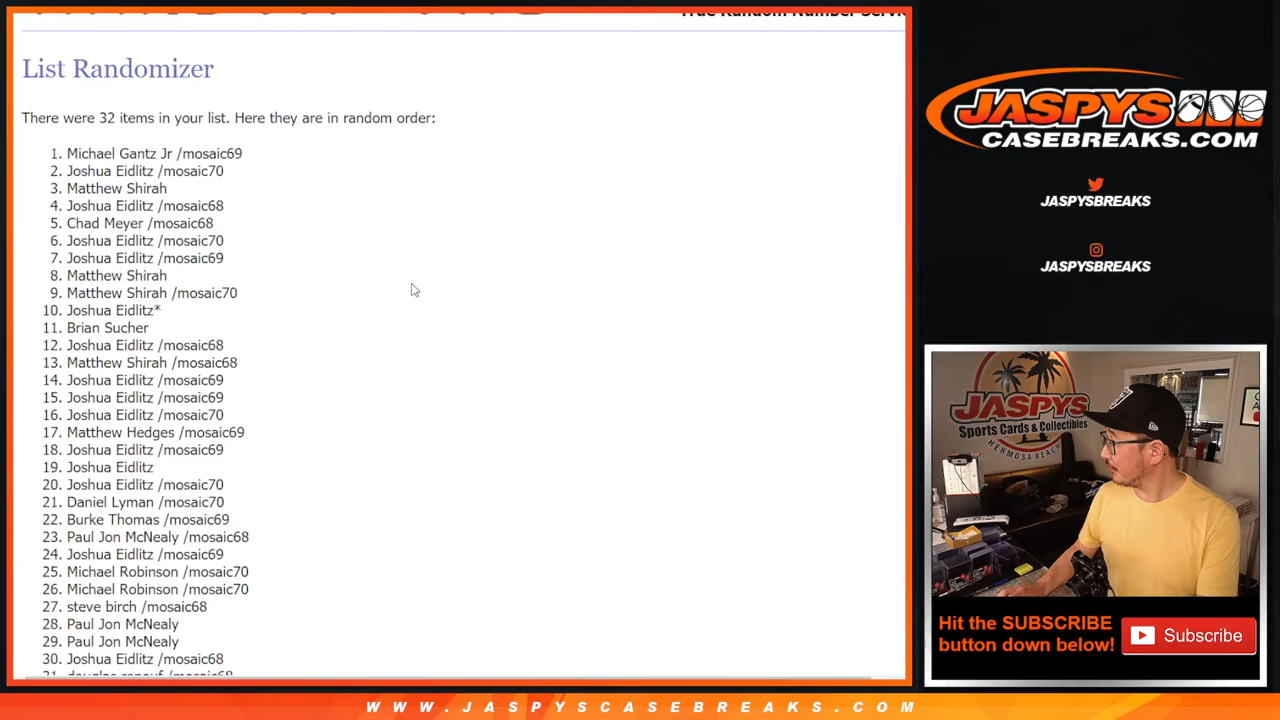 True Random Number Servi
List Randomizer
There were 32 items in your list. Here they are in random order:
1. Michael Gantz Jr /mosaic69
2. Joshua Eidlitz /mosaic70
3. Matthew Shirah
4. Joshua Eidlitz /mosaic68
5. Chad Meyer /mosaic68
6. Joshua Eidlitz /mosaic70
7. Joshua Eidlitz /mosaic69
8. Matthew Shirah
9. Matthew Shirah /mosaic70
10. Joshua Eidlitz*
11. Brian Sucher
12. Joshua Eidlitz /mosaic68
13. Matthew Shirah /mosaic68
14. Joshua Eidlitz /mosaic69
15. Joshua Eidlitz /mosaic69
16. Joshua Eidlitz /mosaic70
17. Matthew Hedges /mosaic69
18. Joshua Eidlitz /mosaic69
19. Joshua Eidlitz
20. Joshua Eidlitz /mosaic70
21. Daniel Lyman /mosaic70
22. Burke Thomas /mosaic69
23. Paul Jon McNealy /mosaic68
24. Joshua Eidlitz /mosaic69
25. Michael Robinson /mosaic70
26. Michael Robinson /mosaic70
27. steve birch /mosaic68
28. Paul Jon McNealy
29. Paul Jon McNealy
30. Joshua Eidlitz /mosaic68
JASPYS
CASEBREAKS.COM
JASPYSBREAKS
JASPYSBREAKS
JASPYS
Sports Cards & Collectibles
HERMOSA BEACH
Hit the SUBSCRIBE
button down below!
Subscribe
WWW.JASPYSCASEBREAKS.COM